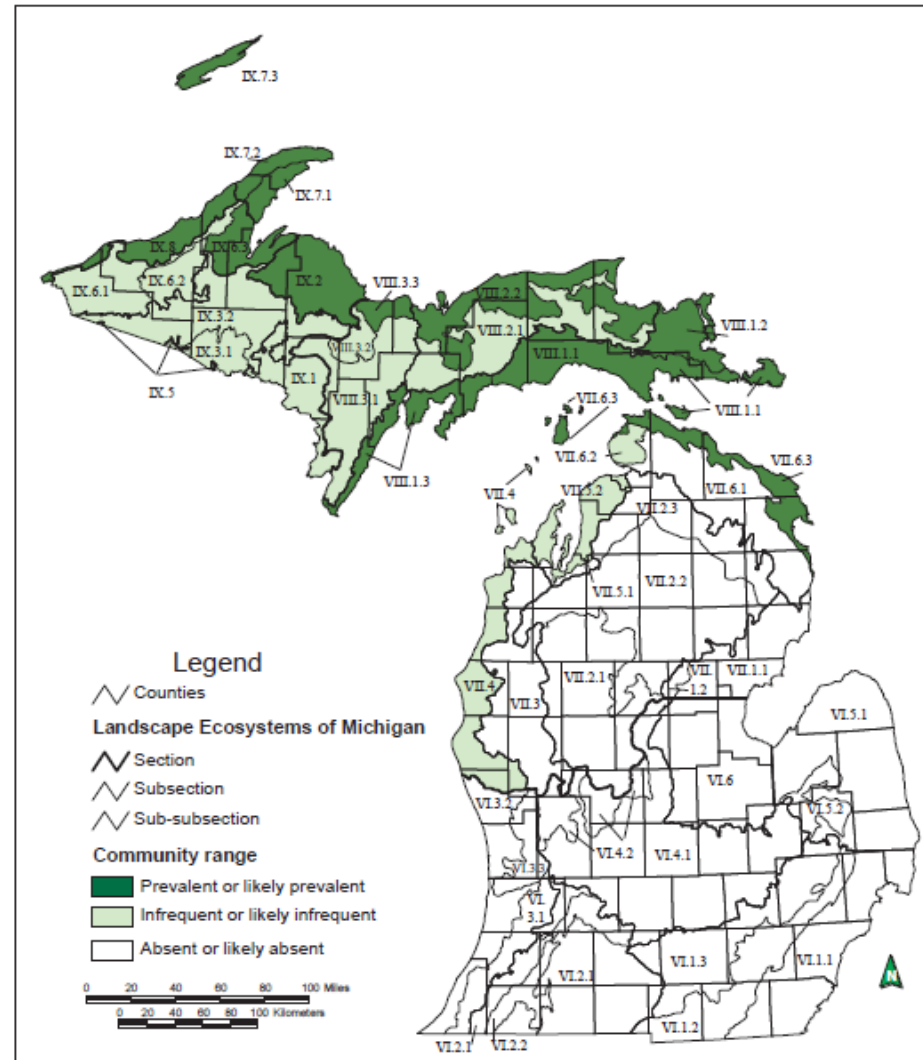 IX.7.3
IX.7.2
IX.7.1
IX.8
IX.6.3
IX.2
VIII.3.3
IX.6.1
IX.6.2
VIII.2.2
IX.3.2
VIII.2.1
VIII.1.2
IX.3.1
VIII.3.2
VIII.1.1
IX.5
IX.1
VIII.3.1
VII.6.3
VIII.1.1
VII.6.2
VIII.1.3
VII.6.3
VII.4
VII.5.2
VII.6.1
VII.2.3
VII.5.1
VII.2.2
Legend
Counties
Landscape Ecosystems of Michigan
Section
Subsection
Sub-subsection
Community range
Prevalent or likely prevalent
Infrequent or likely infrequent
Absent or likely absent
0 20 40 60 80 100 Miles
0 20 40 60 80 100 Kilometers
VII.4
VII.3
VII.2.1
VII.
1.2
VII.1.1
VI.5.1
VI.6
VI.3.2
VI.5.2
VI.4.2
VI.4.1
VI.3.3
VI.
3.1
VI.2.1
VI.1.3
VI.1.1
N
VI.1.2
VI.2.1
VI.2.2